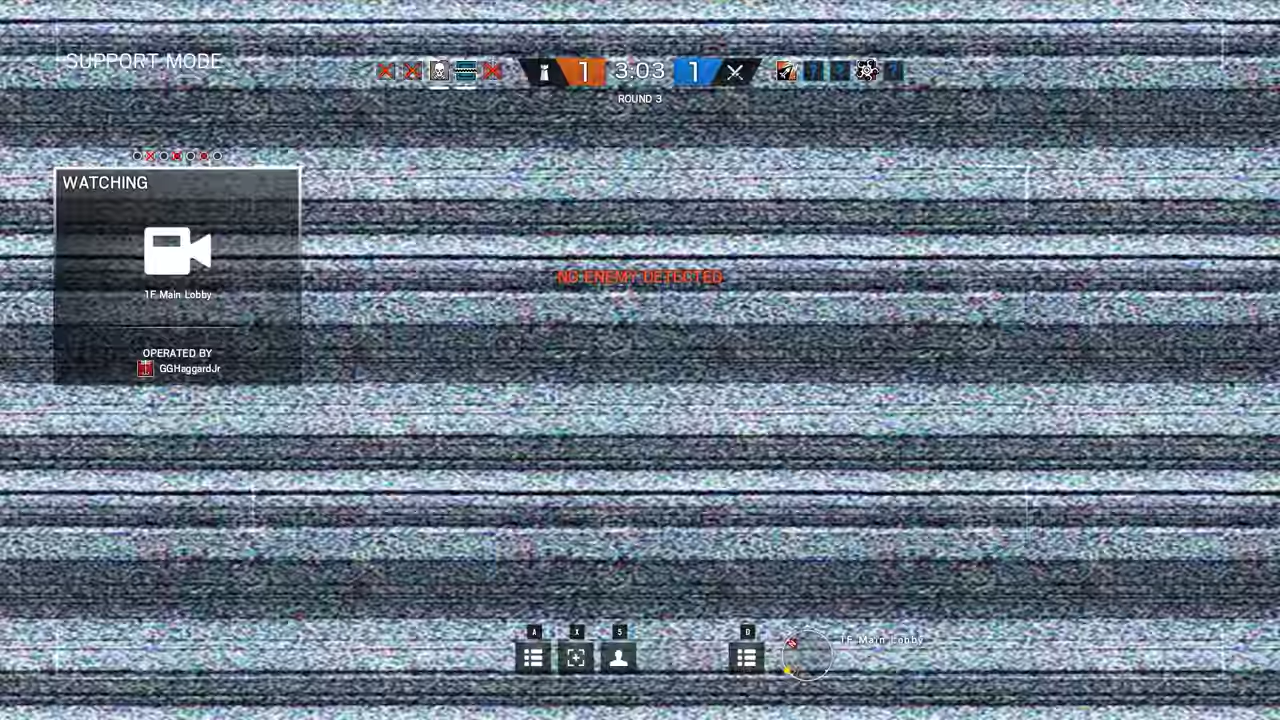 SUPPORT MODE
1 3:03 1
ROUND 3
WATCHING
1F Main Lobby
OPERATED BY
GGHaggardJr
NO ENEMY DETECTED
A X S D
1F Main Lobby